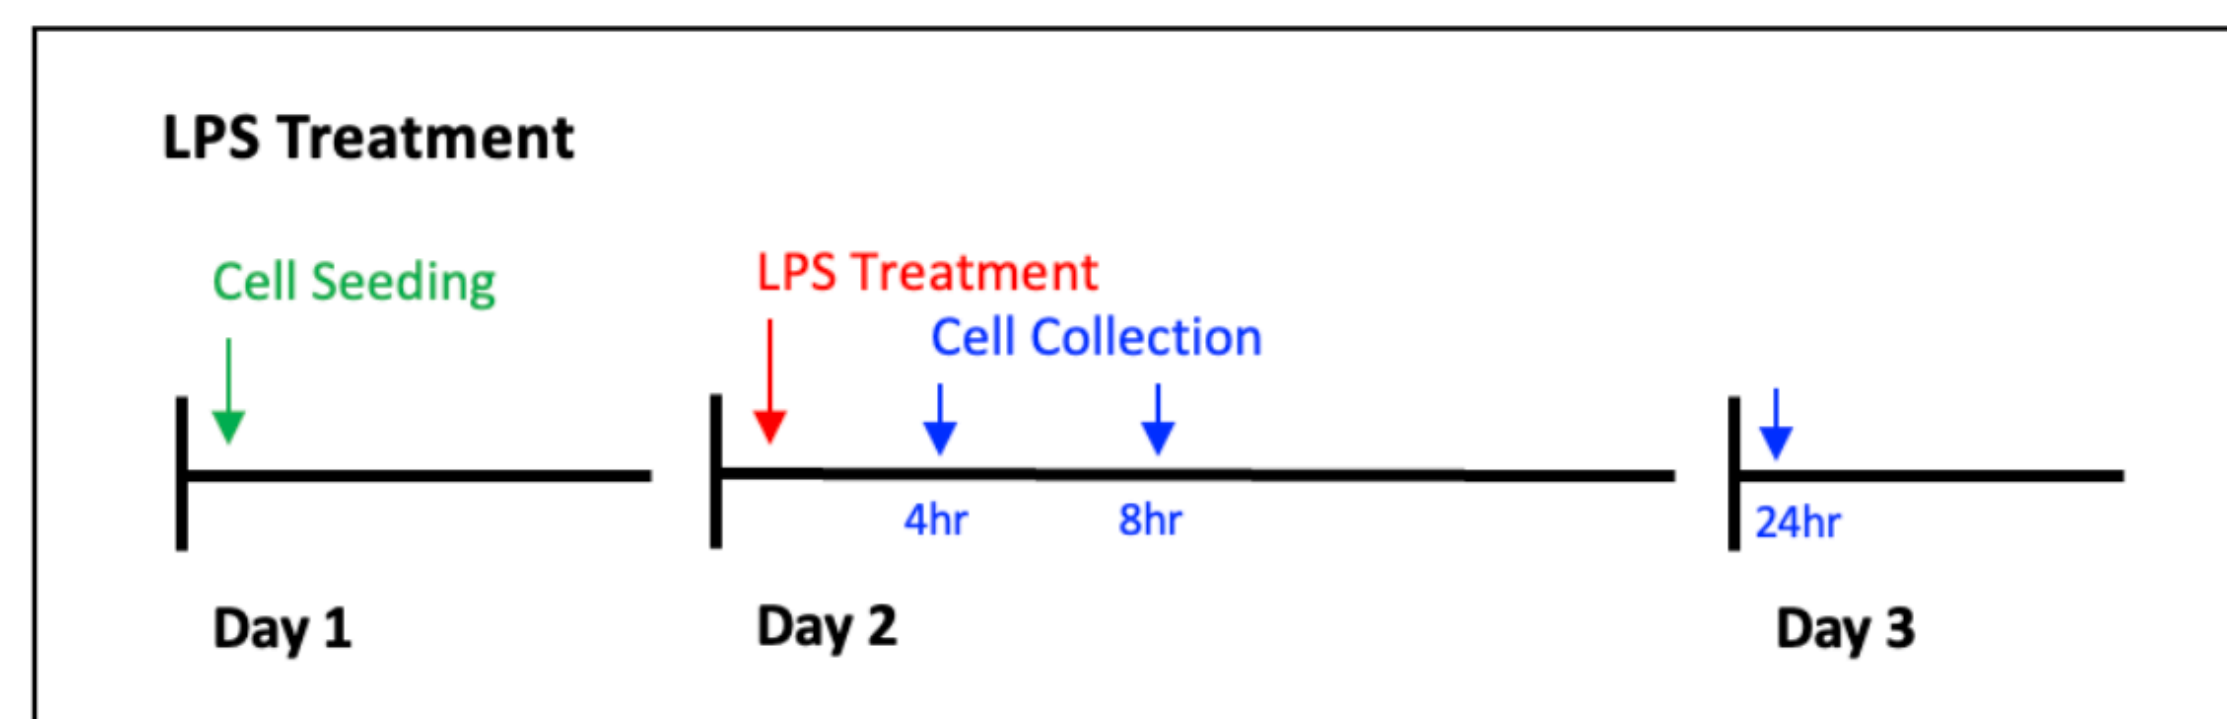 LPS Treatment
Cell Seeding
LPS Treatment
Cell Collection
4hr
8hr
24hr
Day 1
Day 2
Day 3